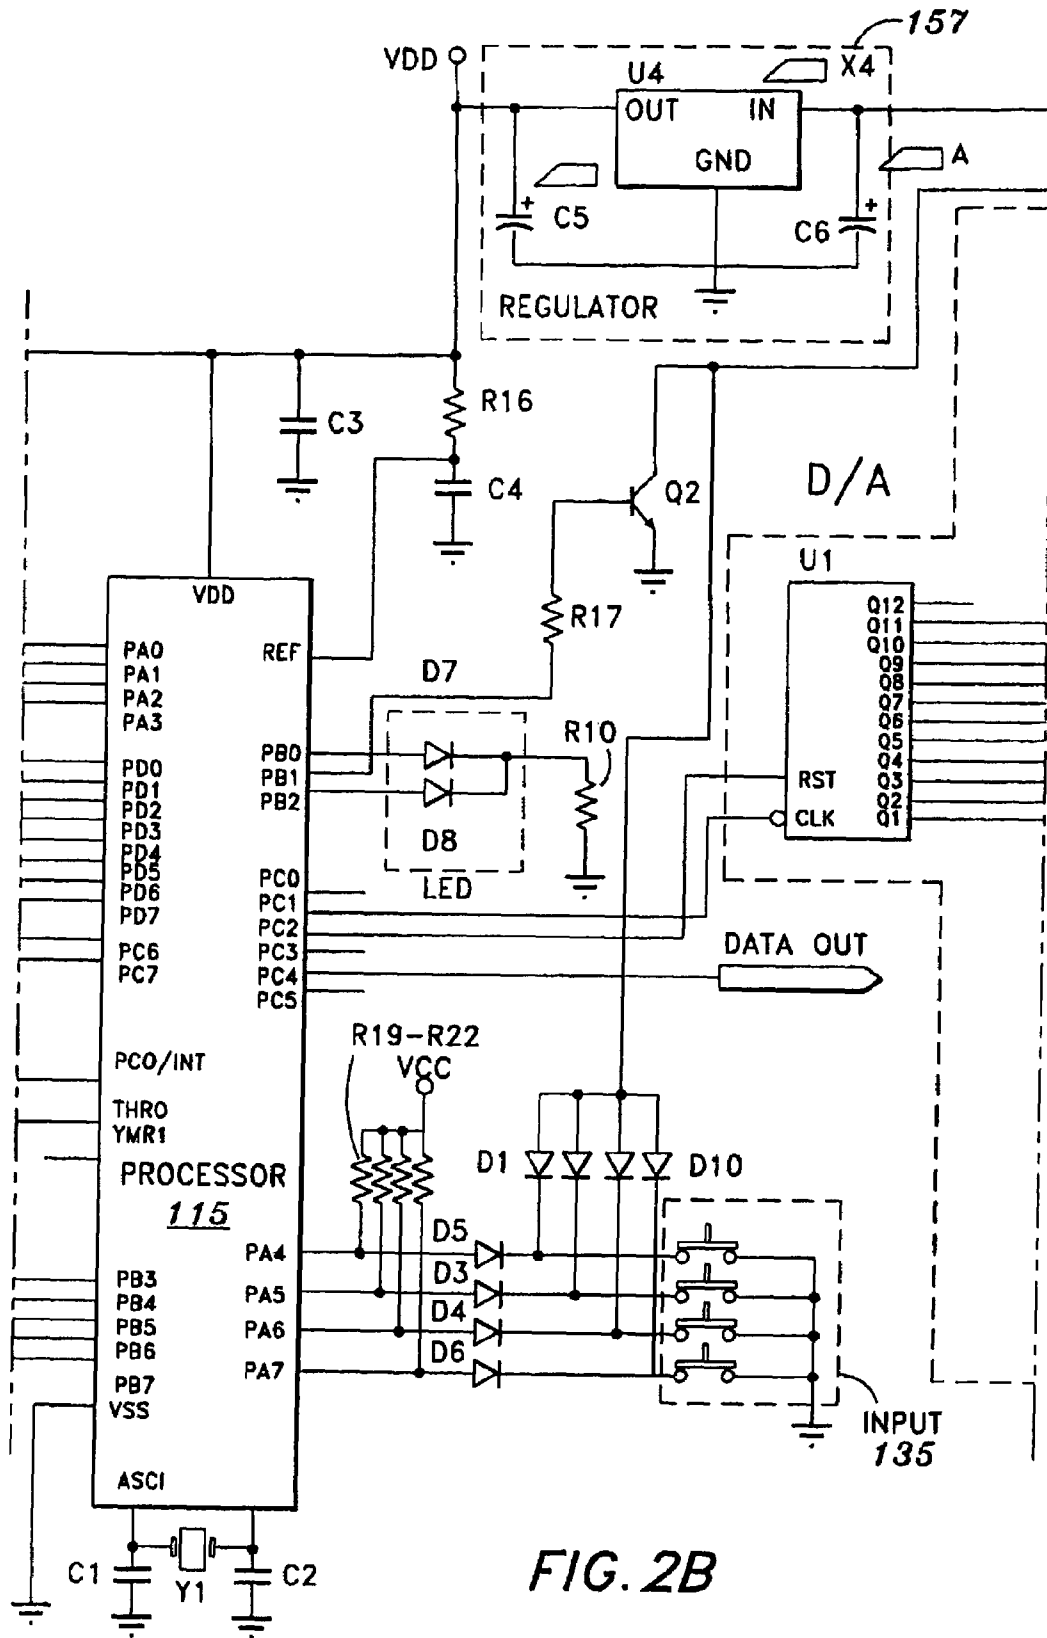 157
VDD
U4
X4
OUT
IN
GND
A
C5
C6
REGULATOR
R16
C3
C4
Q2
D/A
U1
VDD
R17
Q12
Q11
Q10
Q9
Q8
Q7
Q6
Q5
Q4
Q3
Q2
Q1
RST
CLK
PA0
PA1
PA2
PA3
REF
D7
R10
PD0
PD1
PD2
PD3
PD4
PD5
PD6
PD7
PB0
PB1
PB2
D8
LED
PC0
PC1
PC2
PC3
PC4
PC5
PC6
PC7
DATA OUT
R19-R22
VCC
PCO/INT
THRO
YMR1
PROCESSOR
115
D1
D10
PA4
D5
PA5
D3
PA6
D4
PA7
D6
PB3
PB4
PB5
PB6
PB7
VSS
INPUT
135
ASCI
C1
Y1
C2
FIG. 2B